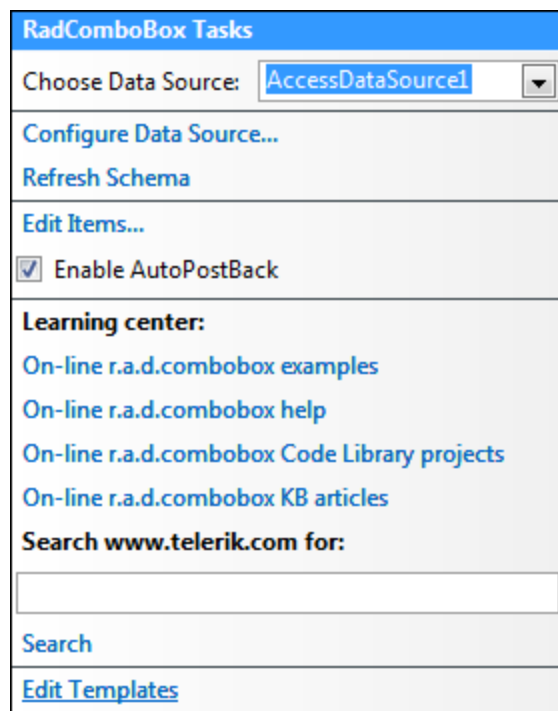 RadComboBox Tasks
Choose Data Source: AccessDataSource1
Configure Data Source...
Refresh Schema
Edit Items...
Enable AutoPostBack
Learning center:
On-line r.a.d.combobox examples
On-line r.a.d.combobox help
On-line r.a.d.combobox Code Library projects
On-line r.a.d.combobox KB articles
Search www.telerik.com for:
Search
Edit Templates